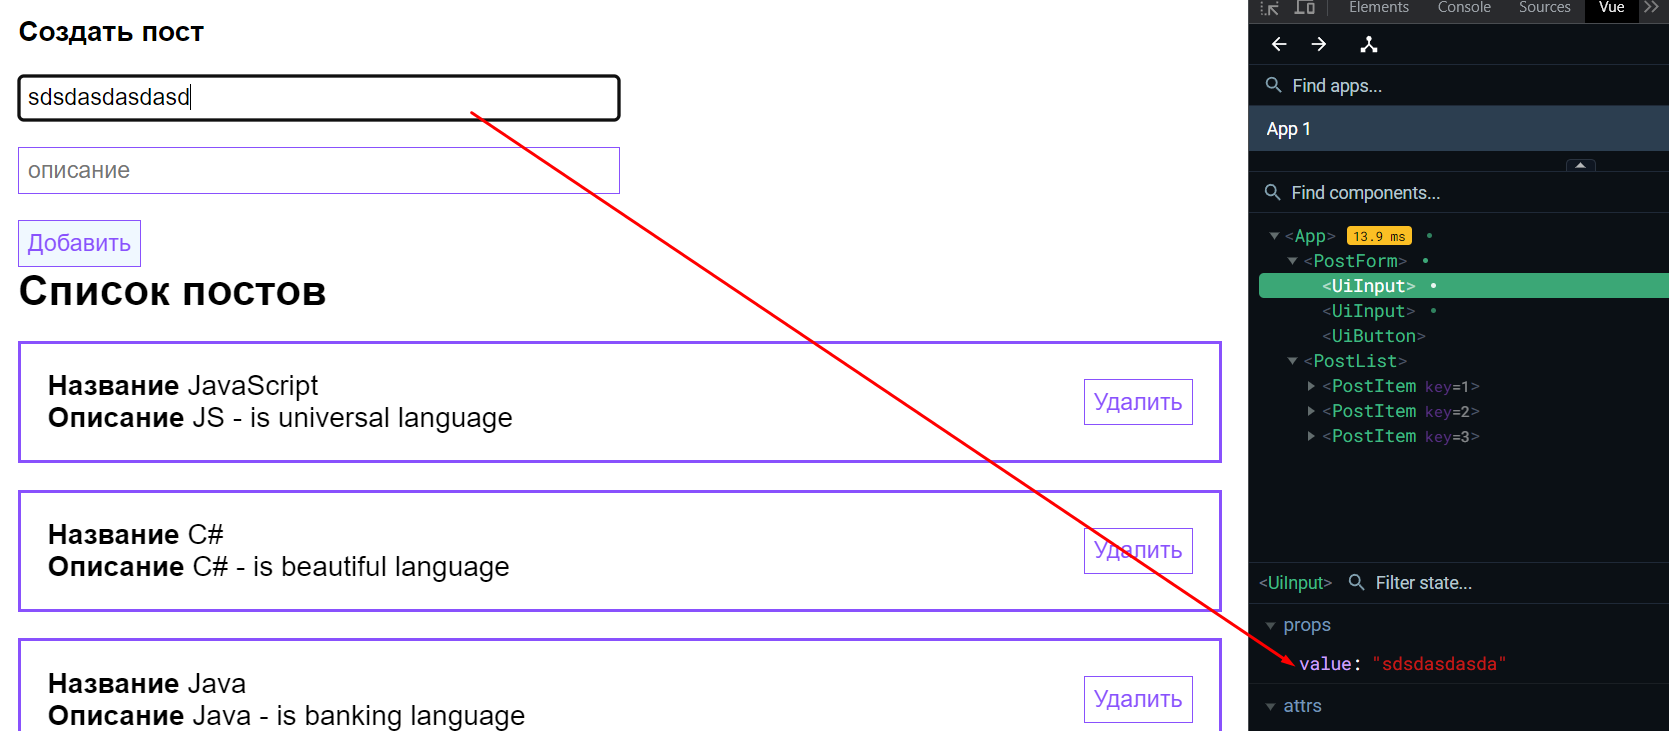 Создать пост
sdsdasdasdasd
описание
Добавить
Список постов
Название JavaScript
Описание JS - is universal language
Удалить
Название C#
Описание C# - is beautiful language
Удалить
Название Java
Описание Java - is banking language
Удалить
Elements Console Sources Vue
Find apps...
App 1
Find components...
<App> 13.9 ms
<PostForm>
<UiInput>
<UiInput>
<UiButton>
<PostList>
<PostItem key=1>
<PostItem key=2>
<PostItem key=3>
<UiInput> Filter state...
props
value: "sdsdasdasda"
attrs